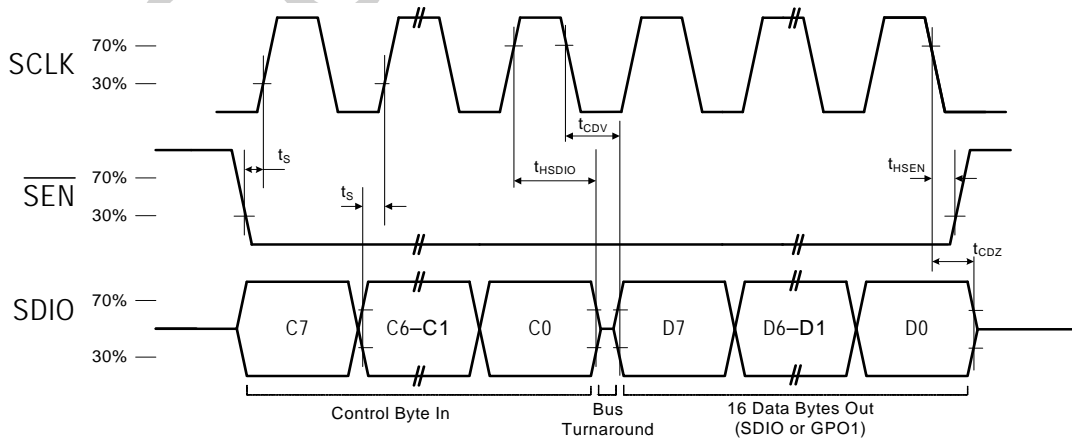 SCLK
70%
30%
tS
tS
tCDV
tHSDIO
tHSEN
tCDZ
SEN
70%
30%
SDIO
70%
30%
C7
C6–C1
C0
D7
D6–D1
D0
Control Byte In
Bus
Turnaround
16 Data Bytes Out
(SDIO or GPO1)